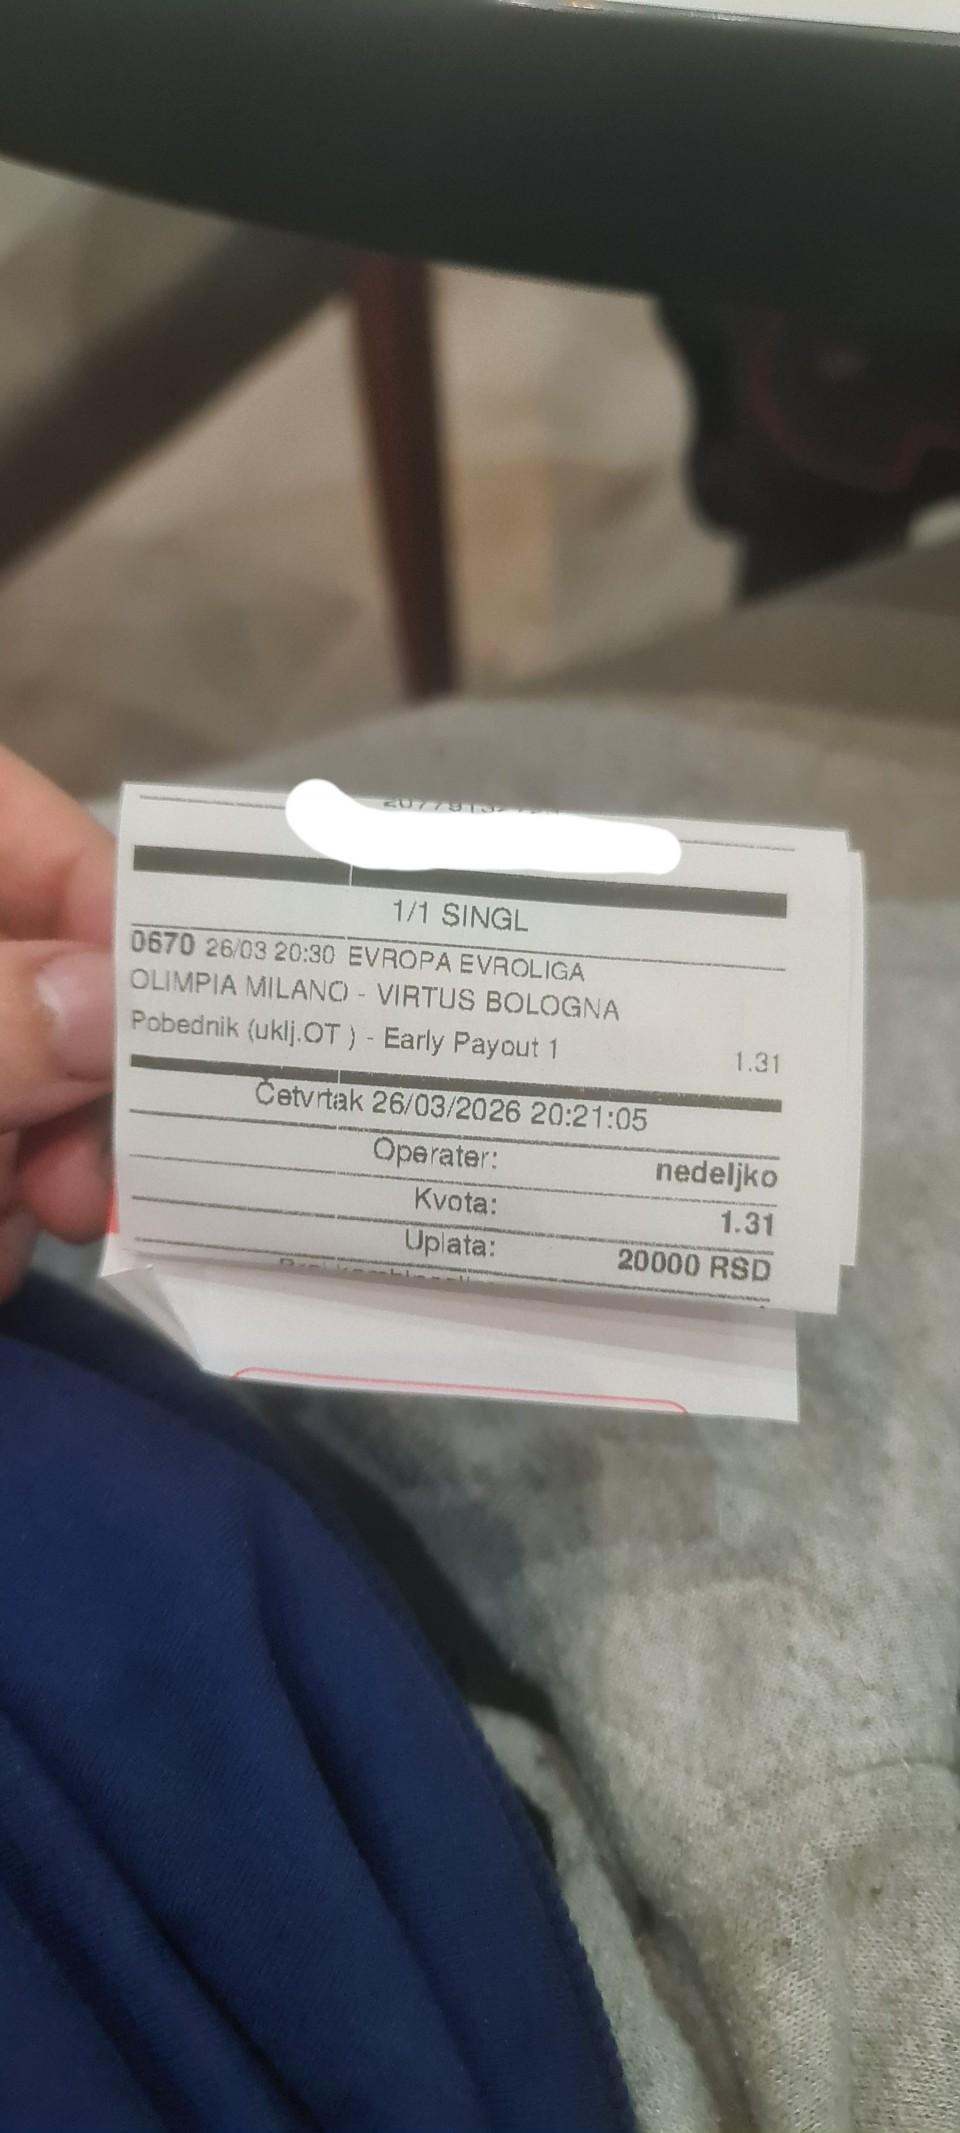 1/1 SINGL
0670 26/03 20:30 EVROPA EVROLIGA
OLIMPIA MILANO - VIRTUS BOLOGNA
Pobednik (uklj.OT ) - Early Payout 1 1.31
Četvrtak 26/03/2026 20:21:05
Operater: nedeljko
Kvota: 1.31
Uplata: 20000 RSD